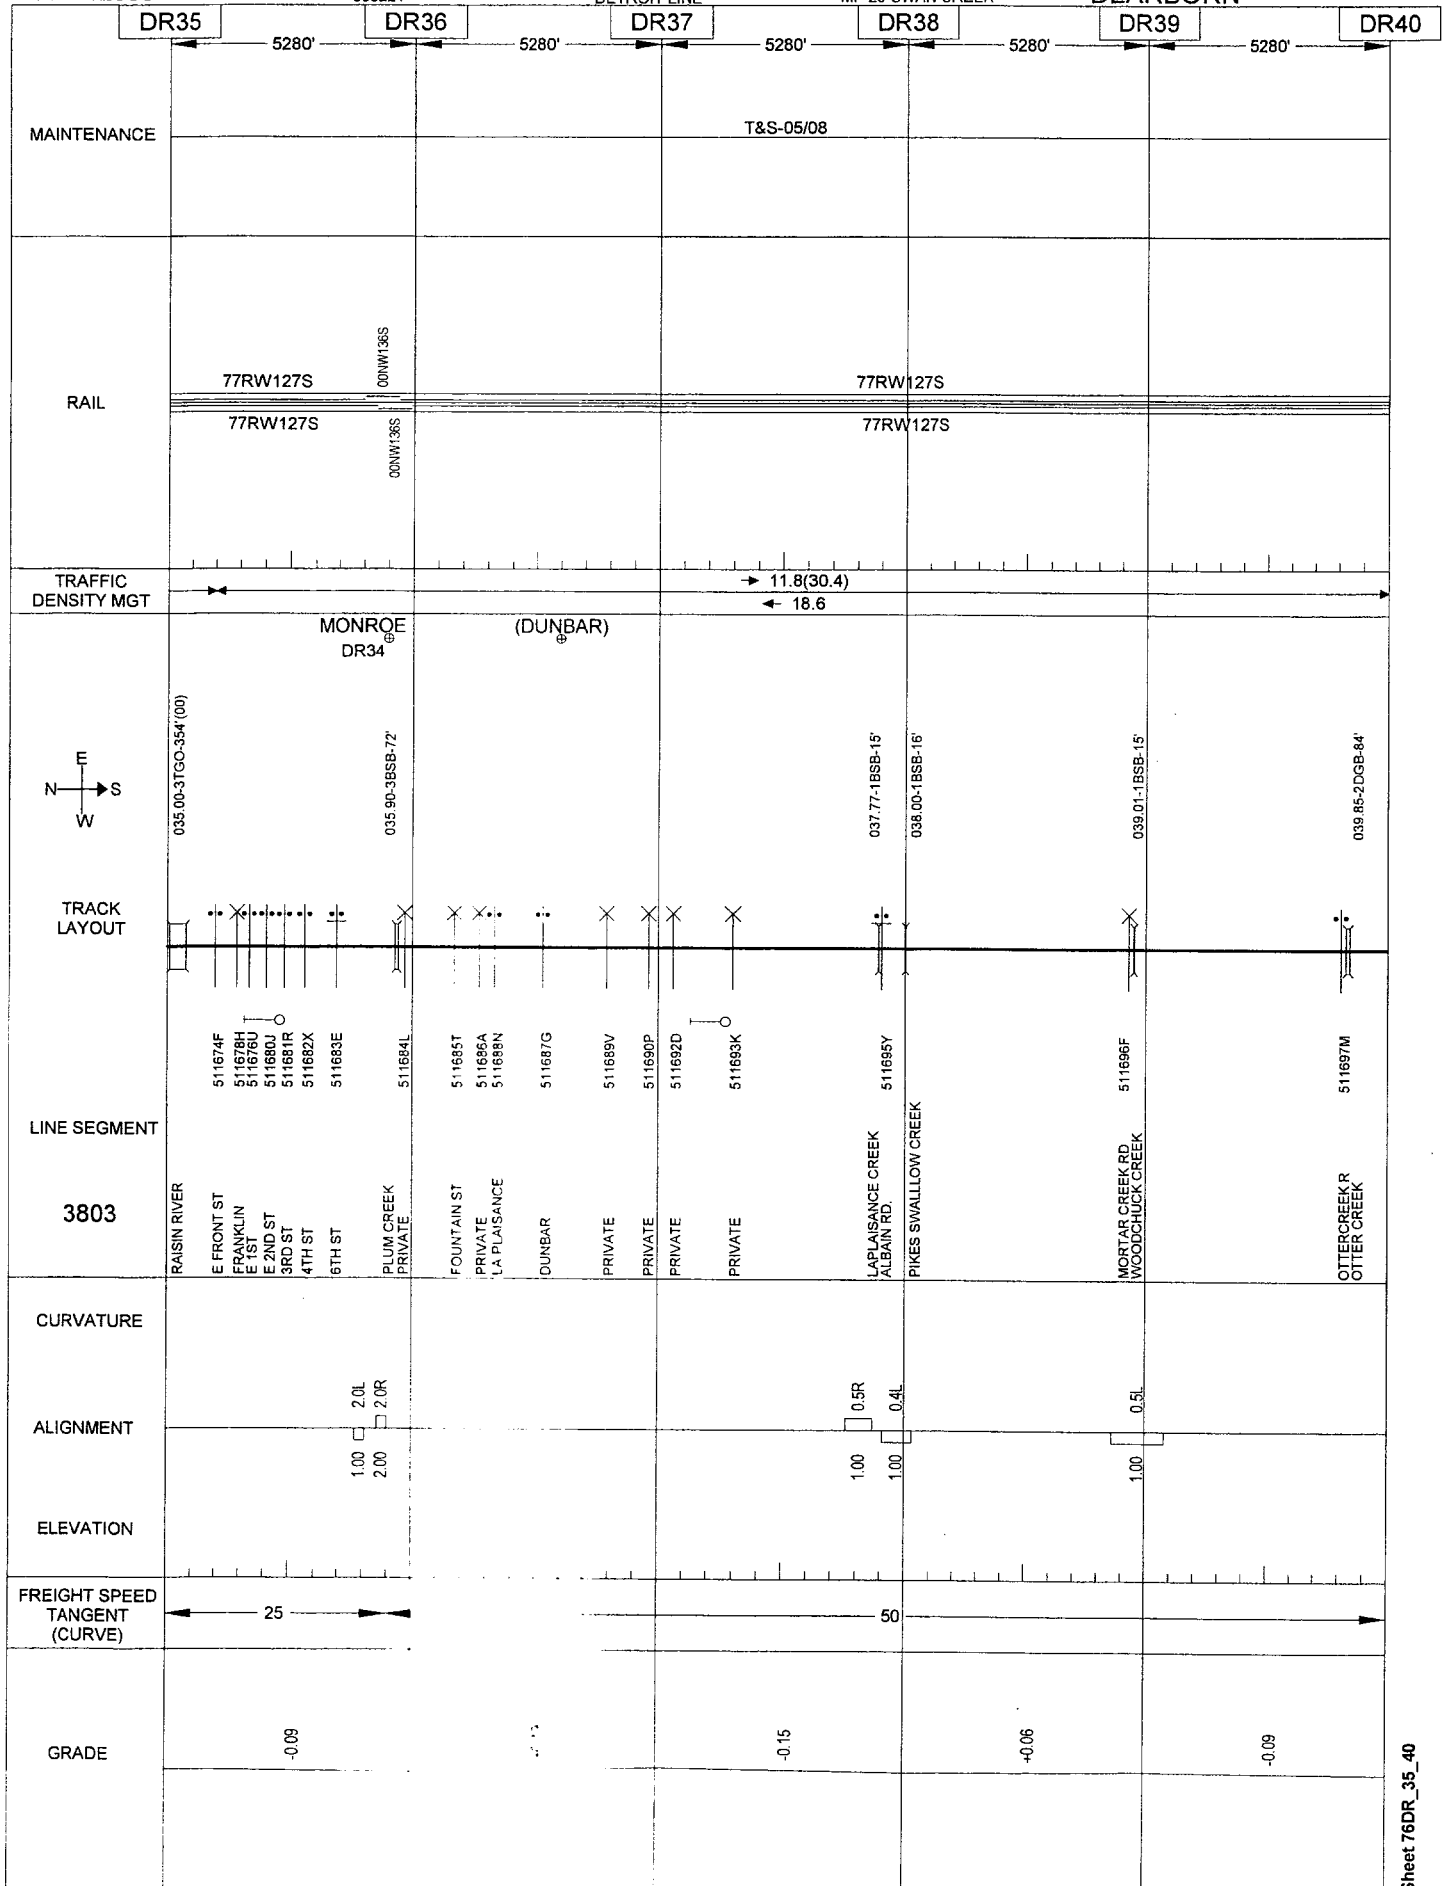 DETROIT LINE
MP 28 SWAN CREEK
DEARBORN
DR35
DR36
DR37
DR38
DR39
DR40
5280'
5280'
5280'
5280'
5280'
MAINTENANCE
T&S-05/08
RAIL
77RW127S
00NW136S
77RW127S
77RW127S
00NW136S
77RW127S
TRAFFIC
DENSITY MGT
11.8(30.4)
18.6
MONROE
DR34
(DUNBAR)
E
N
S
W
035.00-3TGO-354'(00)
035.90-3BSB-72'
037.77-1BSB-15'
038.00-1BSB-16'
039.01-1BSB-15'
039.85-2DGB-84'
TRACK
LAYOUT
511674F
511678H
511676U
511680J
511681R
511682X
511683E
511684L
511685T
511686A
511688N
511687G
511689V
511690P
511692D
511693K
511695Y
511696F
511697M
LINE SEGMENT
3803
RAISIN RIVER
E FRONT ST
FRANKLIN
E 1ST
E 2ND ST
3RD ST
4TH ST
6TH ST
PLUM CREEK
PRIVATE
FOUNTAIN ST
PRIVATE
LA PLAISANCE
DUNBAR
PRIVATE
PRIVATE
PRIVATE
PRIVATE
LAPLAISANCE CREEK
ALBAIN RD.
PIKES SWALLLOW CREEK
MORTAR CREEK RD
WOODCHUCK CREEK
OTTERCREEK R
OTTER CREEK
CURVATURE
ALIGNMENT
2.0L
2.0R
0.5R
0.4L
0.5L
1.00
2.00
1.00
1.00
1.00
ELEVATION
FREIGHT SPEED
TANGENT
(CURVE)
25
50
GRADE
-0.09
-0.15
+0.06
-0.09
Sheet 76DR_35_40